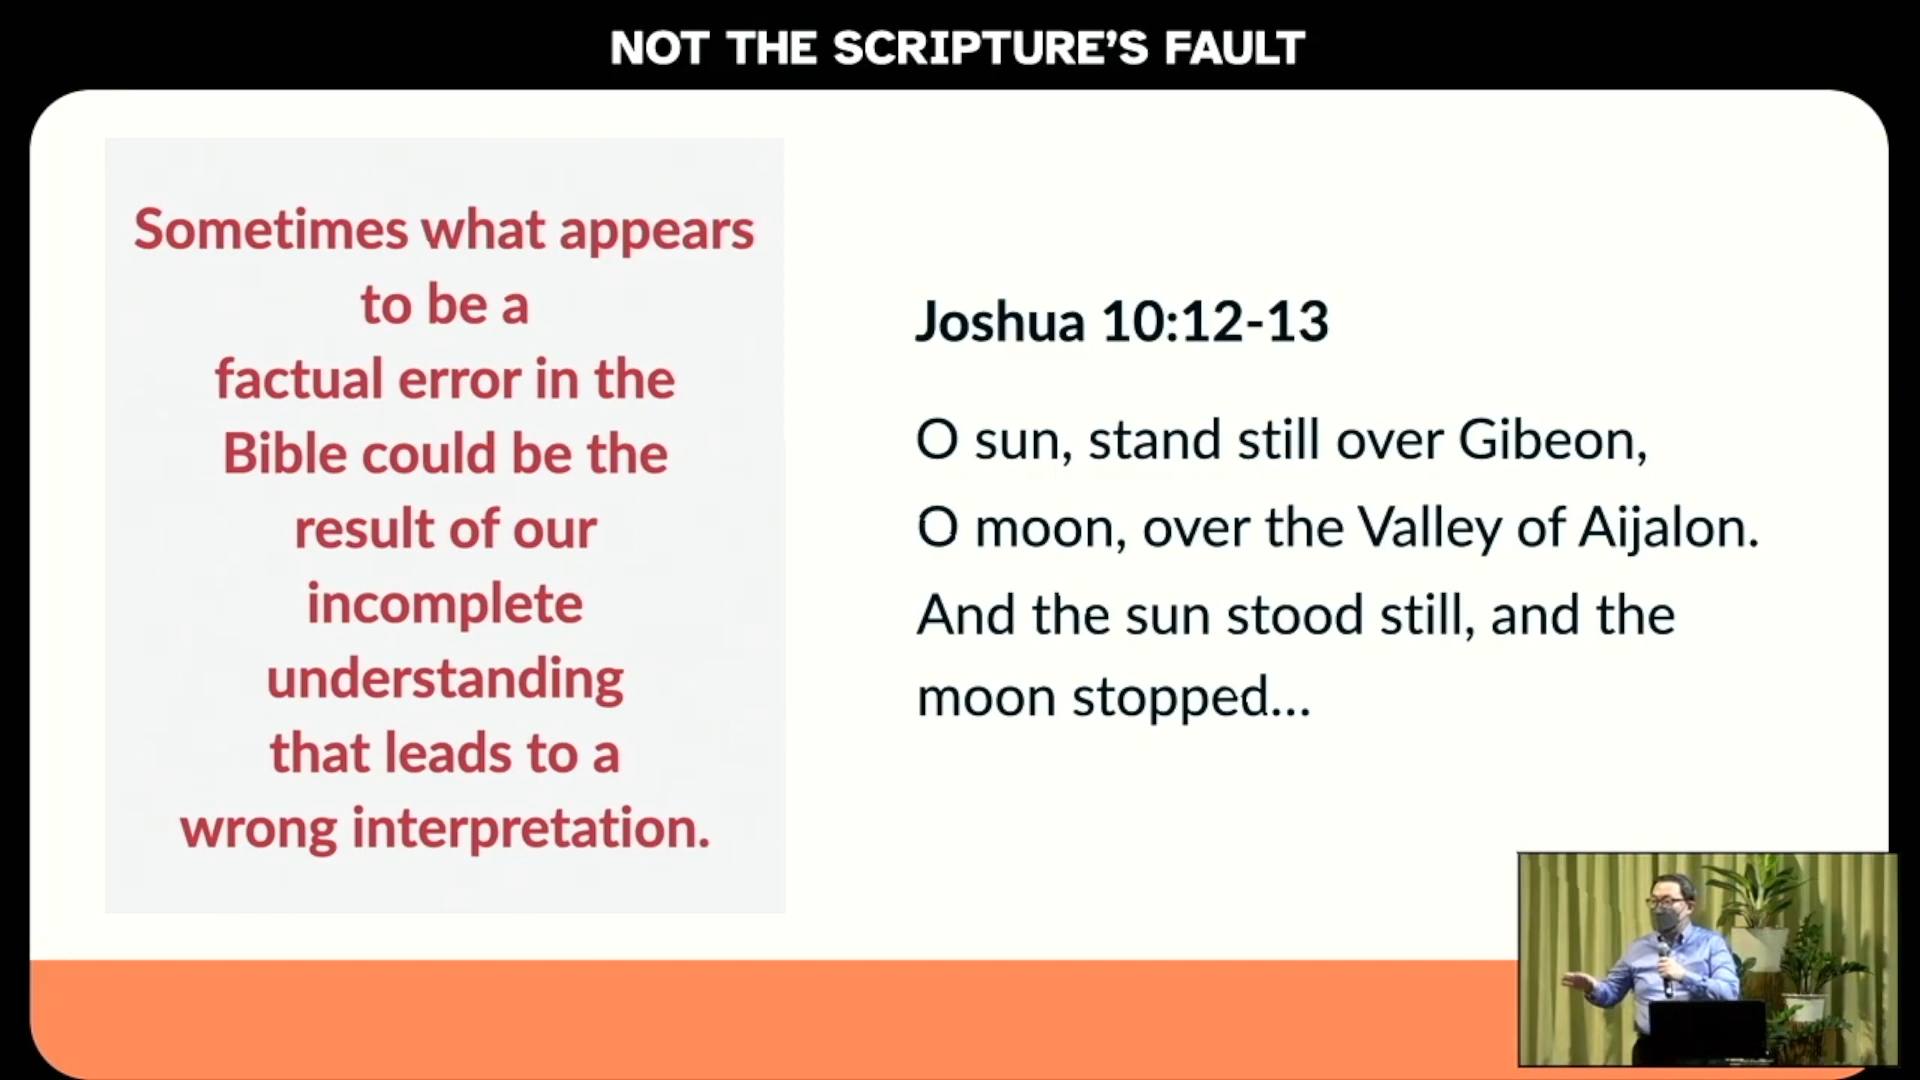 NOT THE SCRIPTURE’S FAULT
Sometimes what appears
to be a
factual error in the
Bible could be the
result of our
incomplete
understanding
that leads to a
wrong interpretation.
Joshua 10:12-13
O sun, stand still over Gibeon,
O moon, over the Valley of Aijalon.
And the sun stood still, and the
moon stopped...